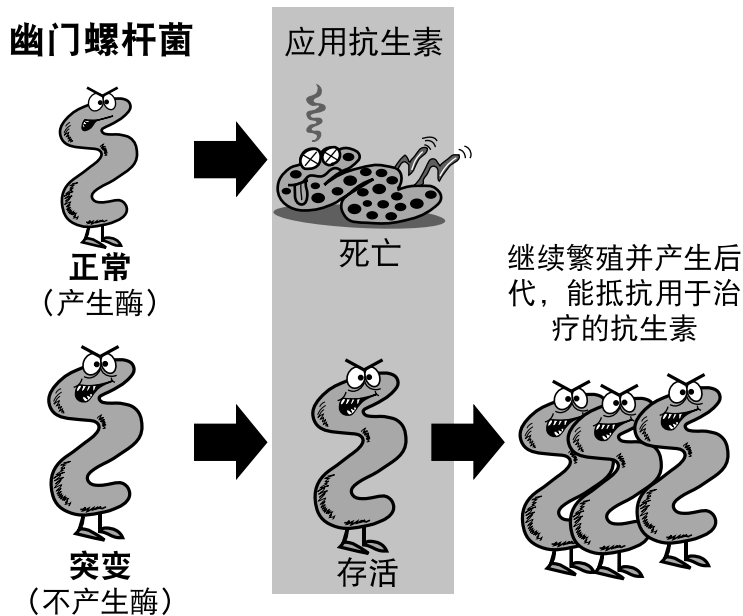 幽门螺杆菌
应用抗生素
正常
（产生酶）
死亡
继续繁殖并产生后
代，能抵抗用于治
疗的抗生素
突变
（不产生酶）
存活